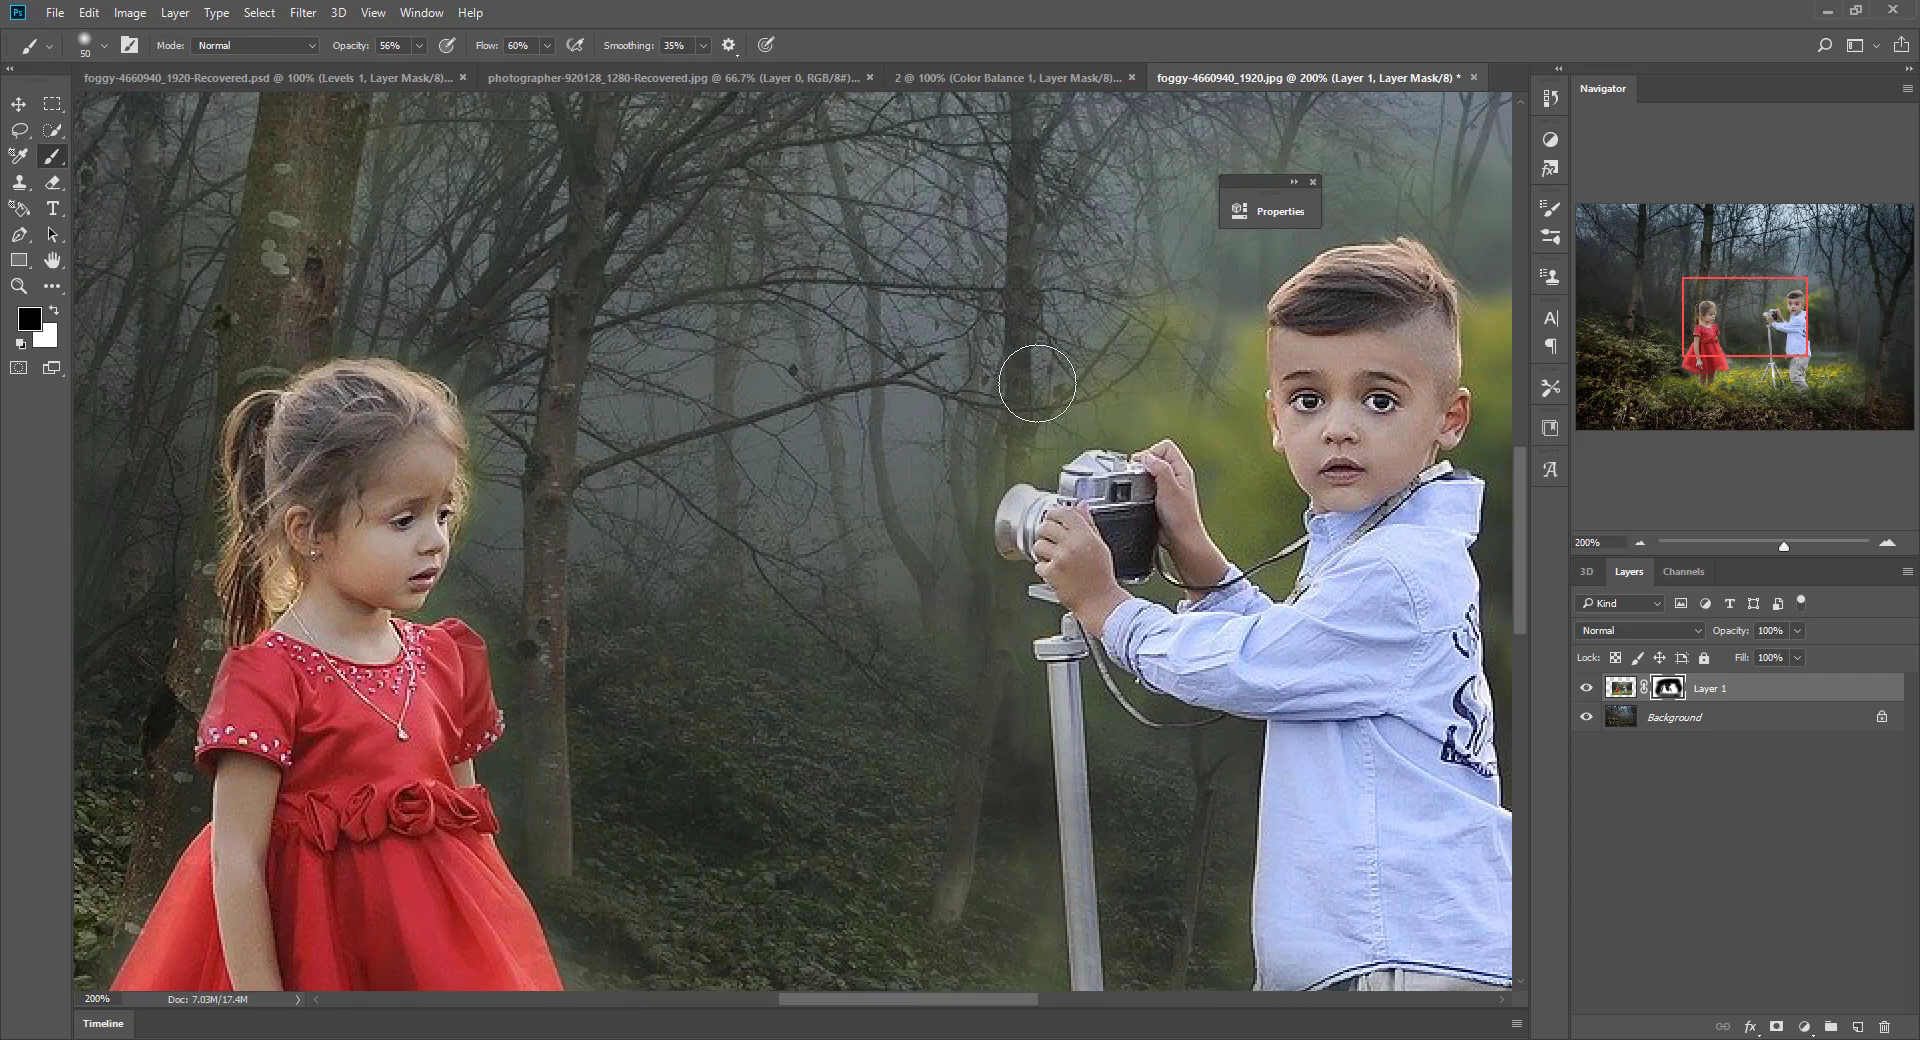 Ps File Edit Image Layer Type Select Filter 3D View Window Help
50 Mode: Normal Opacity: 56% Flow: 60% Smoothing: 35%
foggy-4660940_1920-Recovered.psd @ 100% (Levels 1, Layer Mask/8)... × photographer-920128_1280-Recovered.jpg @ 66.7% (Layer 0, RGB/8#)... × 2 @ 100% (Color Balance 1, Layer Mask/8)... × foggy-4660940_1920.jpg @ 200% (Layer 1, Layer Mask/8) * ×
Navigator
Properties
200%
3D Layers Channels
Kind
Normal Opacity: 100%
Lock: Fill: 100%
Layer 1
Background
200% Doc: 7.03M/17.4M
Timeline